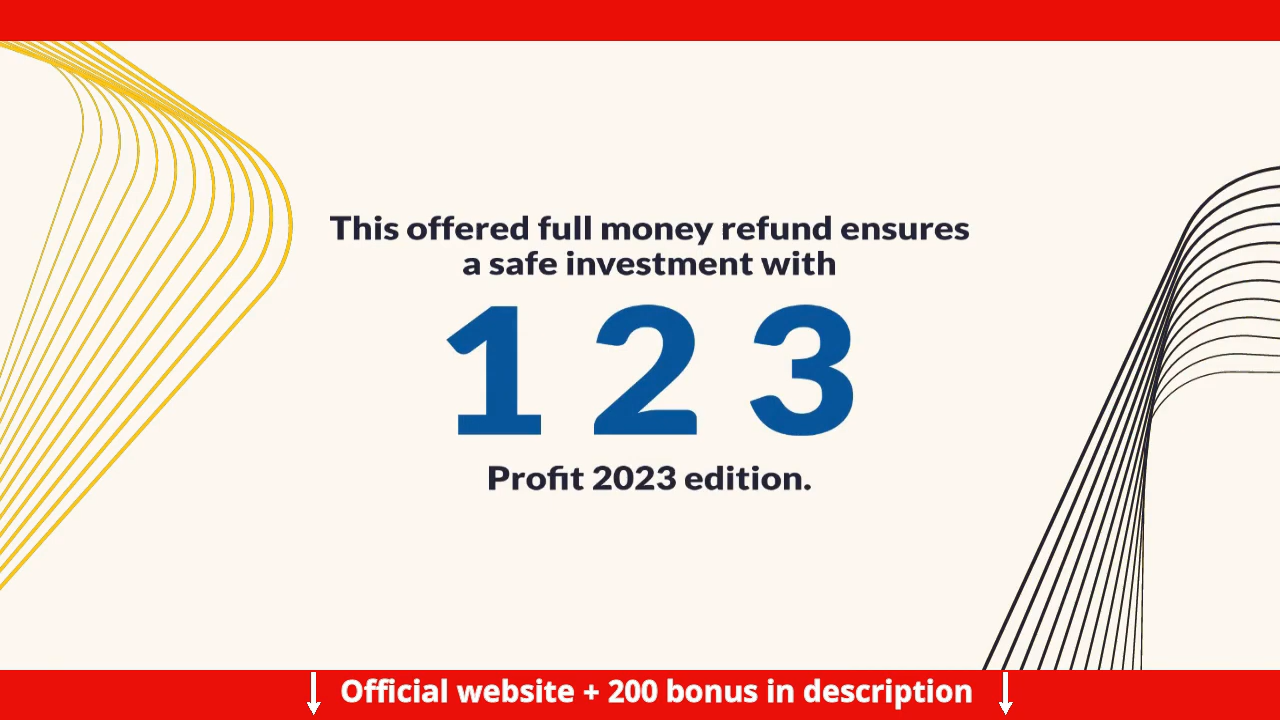 This offered full money refund ensures
a safe investment with
1 2 3
Profit 2023 edition.
Official website + 200 bonus in description